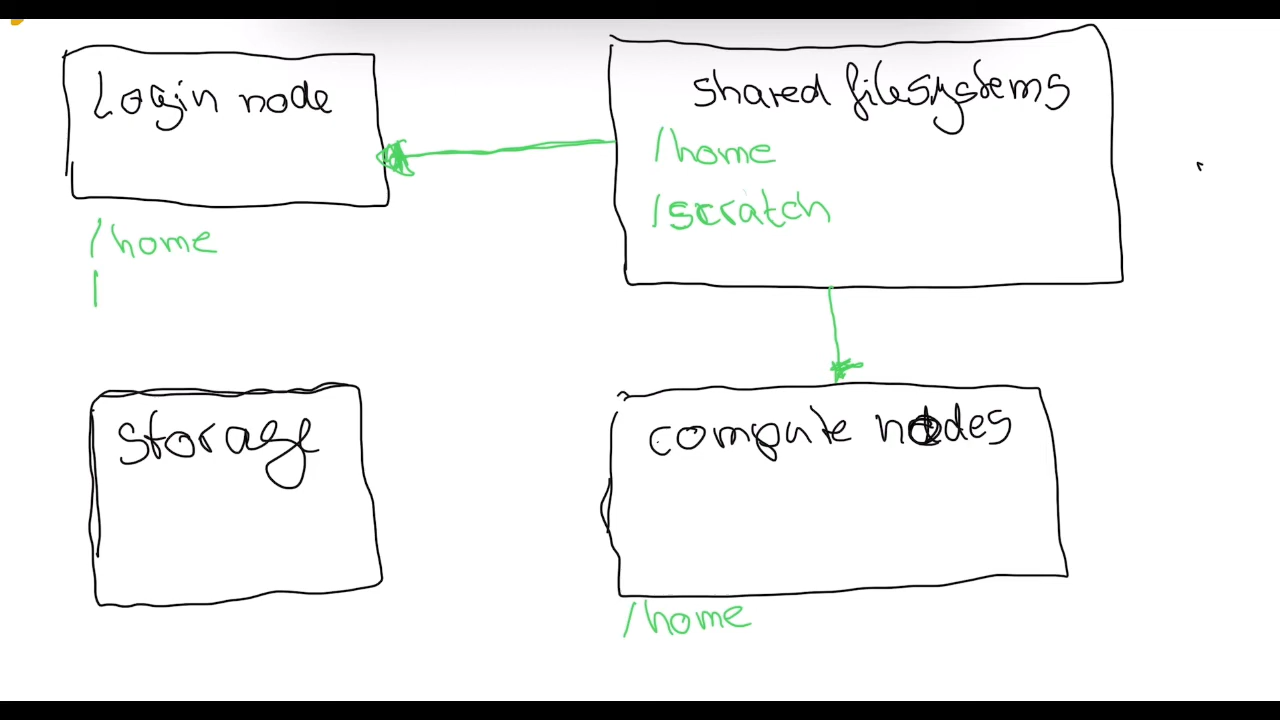 Login node
shared filesystems
/home
/scratch
/home
/
storage
compute nodes
/home